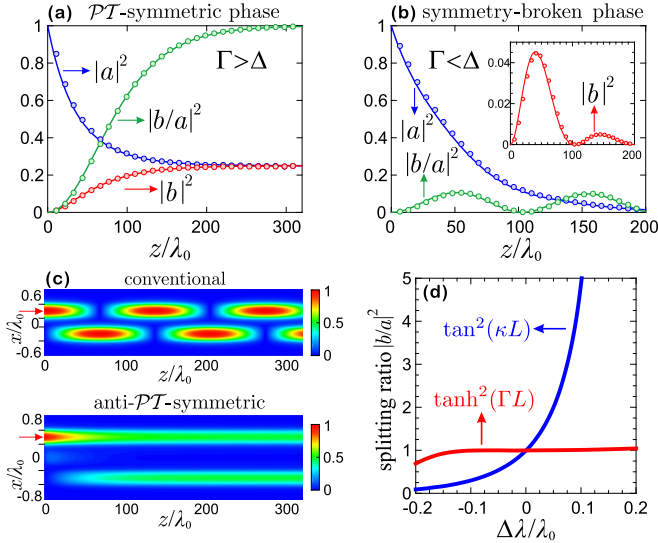 (a) 𝒫𝒯-symmetric phase
1
0.8
0.6
0.4
0.2
0
Γ>Δ
|a|²
|b/a|²
|b|²
0 100 200 300
z/λ₀
(b) symmetry-broken phase
1
0.8
0.6
0.4
0.2
0
Γ<Δ
|a|²
|b/a|²
0.04
0.02
0
|b|²
0 100 200
0 50 100 150 200
z/λ₀
(c) conventional
0.6
0
-0.6
x/λ₀
1
0.5
0
0 100 200 300
z/λ₀
anti-𝒫𝒯-symmetric
0.8
0
-0.8
x/λ₀
1
0.5
0
0 100 200 300
z/λ₀
(d)
splitting ratio |b/a|²
5
4
3
2
1
0
tan²(κL)
tanh²(ΓL)
-0.2 -0.1 0 0.1 0.2
Δλ/λ₀